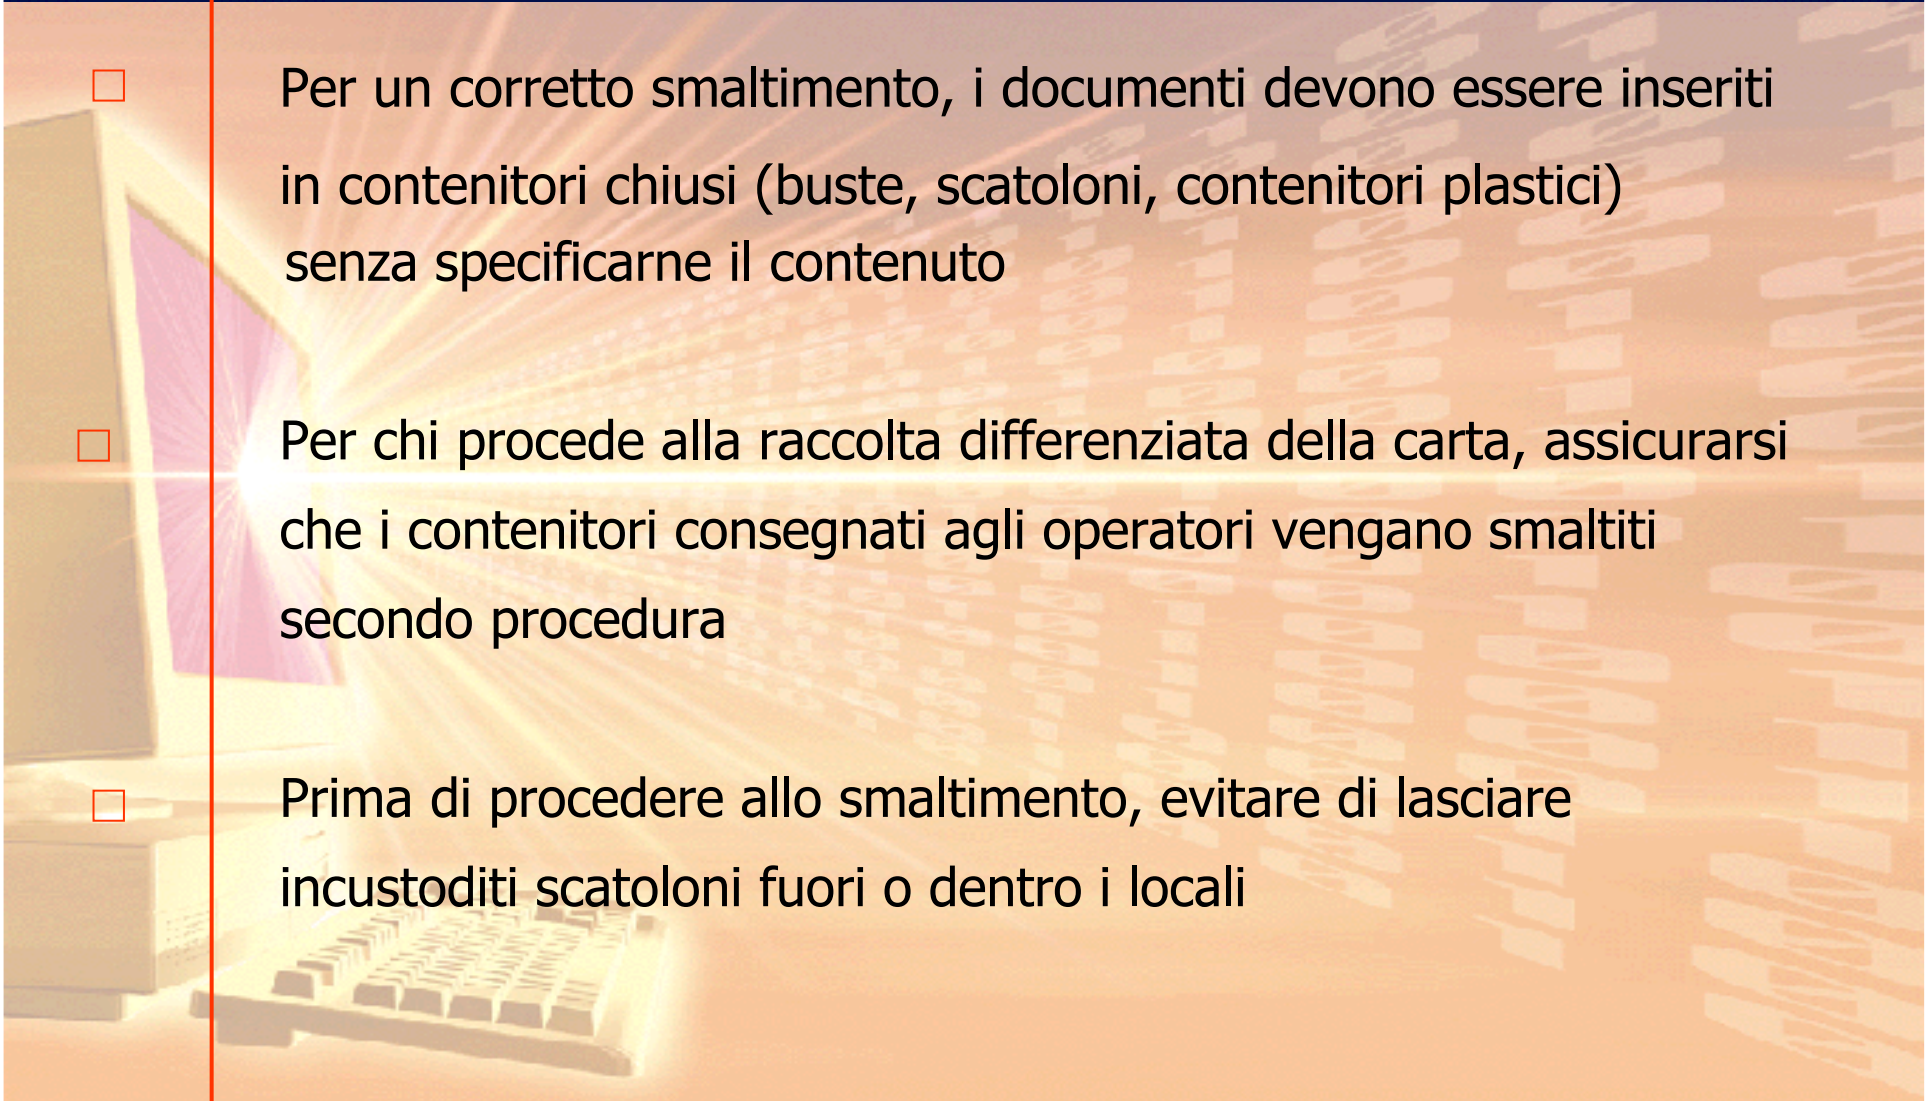 Per un corretto smaltimento, i documenti devono essere inseriti
in contenitori chiusi (buste, scatoloni, contenitori plastici)
senza specificarne il contenuto
Per chi procede alla raccolta differenziata della carta, assicurarsi
che i contenitori consegnati agli operatori vengano smaltiti
secondo procedura
Prima di procedere allo smaltimento, evitare di lasciare
incustoditi scatoloni fuori o dentro i locali